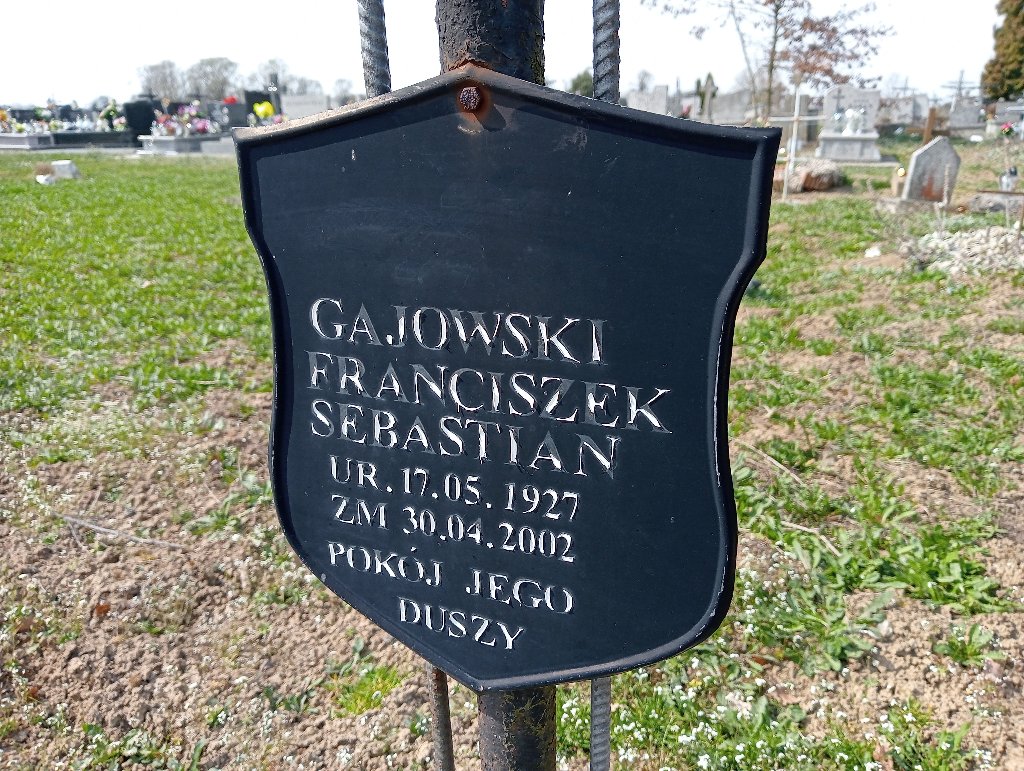 GAJOWSKI
FRANCISZEK
SEBASTIAN
UR. 17.05. 1927
ZM 30.04.2002
POKÓJ JEGO
DUSZY